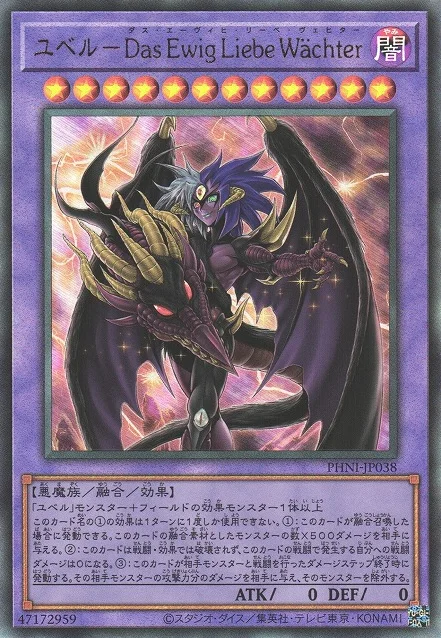 ダス・エーヴィヒ・リーベ・ヴェヒター
ユベル－Das Ewig Liebe Wächter
やみ
闇
PHNI-JP038
【悪魔族／融合／効果】
「ユベル」モンスター＋フィールドの効果モンスター1体以上
このカード名の①の効果は1ターンに1度しか使用できない。①：このカードが融合召喚した
場合に発動できる。このカードの融合素材としたモンスターの数×500ダメージを相手
に与える。②：このカードは戦闘・効果では破壊されず、このカードの戦闘で発生する自分への戦闘
ダメージは0になる。③：このカードが相手モンスターと戦闘を行ったダメージステップ終了時に
発動する。その相手モンスターの攻撃力分のダメージを相手に与え、そのモンスターを除外する。
ATK/ 0 DEF/ 0
47172959
©スタジオ・ダイス／集英社・テレビ東京・KONAMI